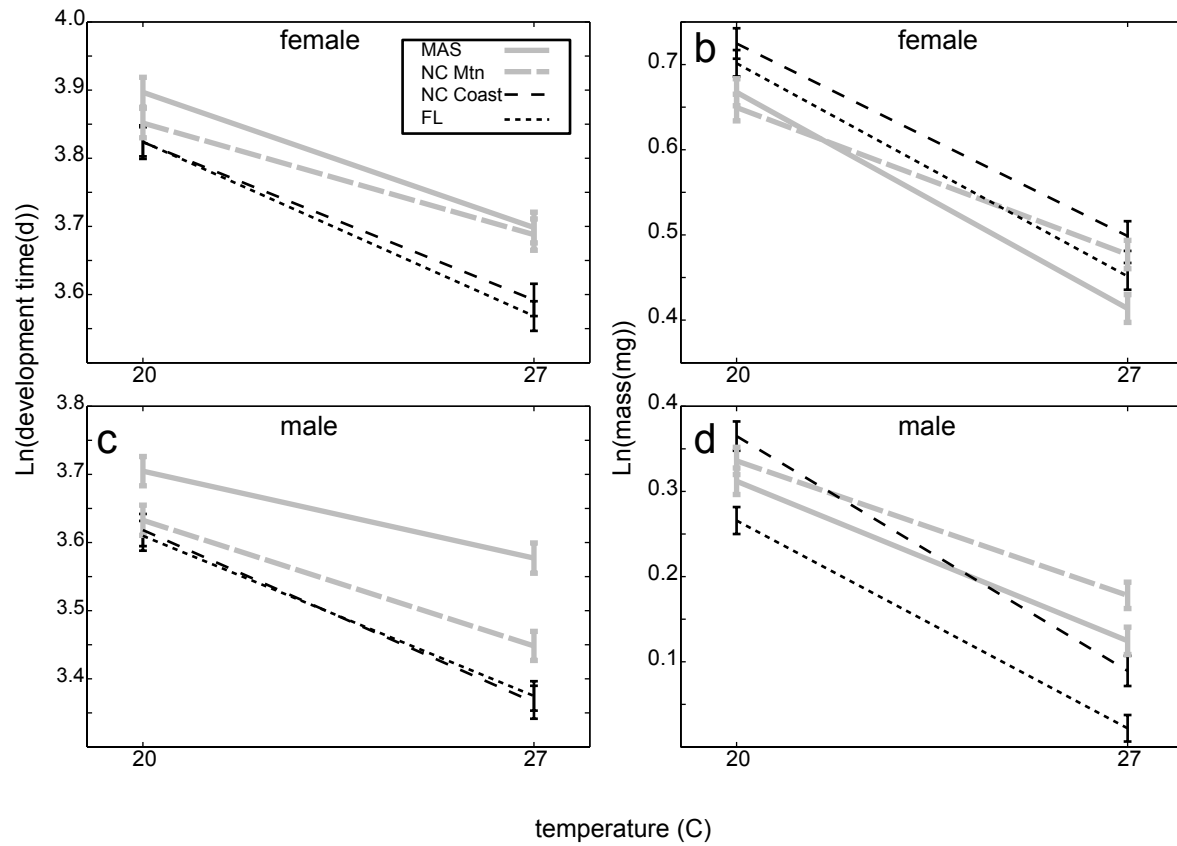 Ln(development time(d))
4.0
3.9
3.8
3.7
3.6
female
MAS
NC Mtn
NC Coast
FL
20
27
Ln(mass(mg))
0.7
0.6
0.5
0.4
b
female
20
27
3.8
3.7
3.6
3.5
3.4
c
male
20
27
0.4
0.3
0.2
0.1
d
male
20
27
temperature (C)